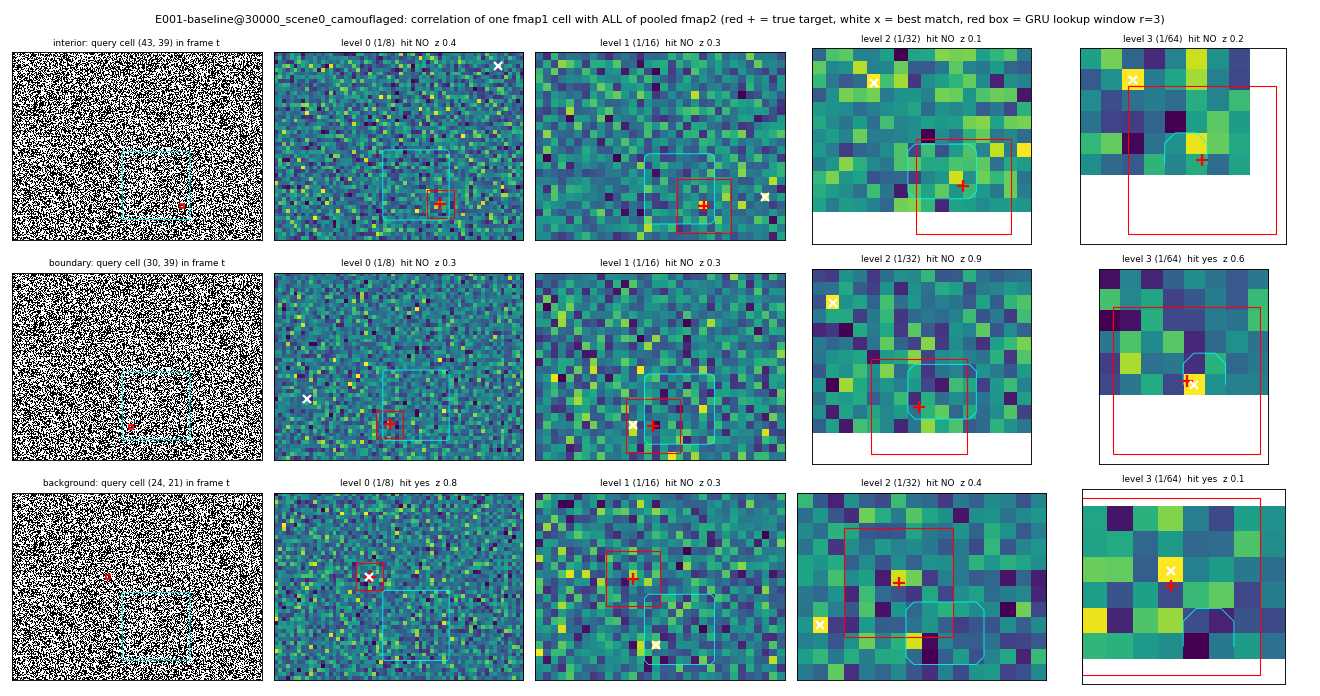 E001-baseline@30000_scene0_camouflaged: correlation of one fmap1 cell with ALL of pooled fmap2 (red + = true target, white x = best match, red box = GRU lookup window r=3)
interior: query cell (43, 39) in frame t
level 0 (1/8) hit NO z 0.4
level 1 (1/16) hit NO z 0.3
level 2 (1/32) hit NO z 0.1
level 3 (1/64) hit NO z 0.2
boundary: query cell (30, 39) in frame t
level 0 (1/8) hit NO z 0.3
level 1 (1/16) hit NO z 0.3
level 2 (1/32) hit NO z 0.9
level 3 (1/64) hit yes z 0.6
background: query cell (24, 21) in frame t
level 0 (1/8) hit yes z 0.8
level 1 (1/16) hit NO z 0.3
level 2 (1/32) hit NO z 0.4
level 3 (1/64) hit yes z 0.1